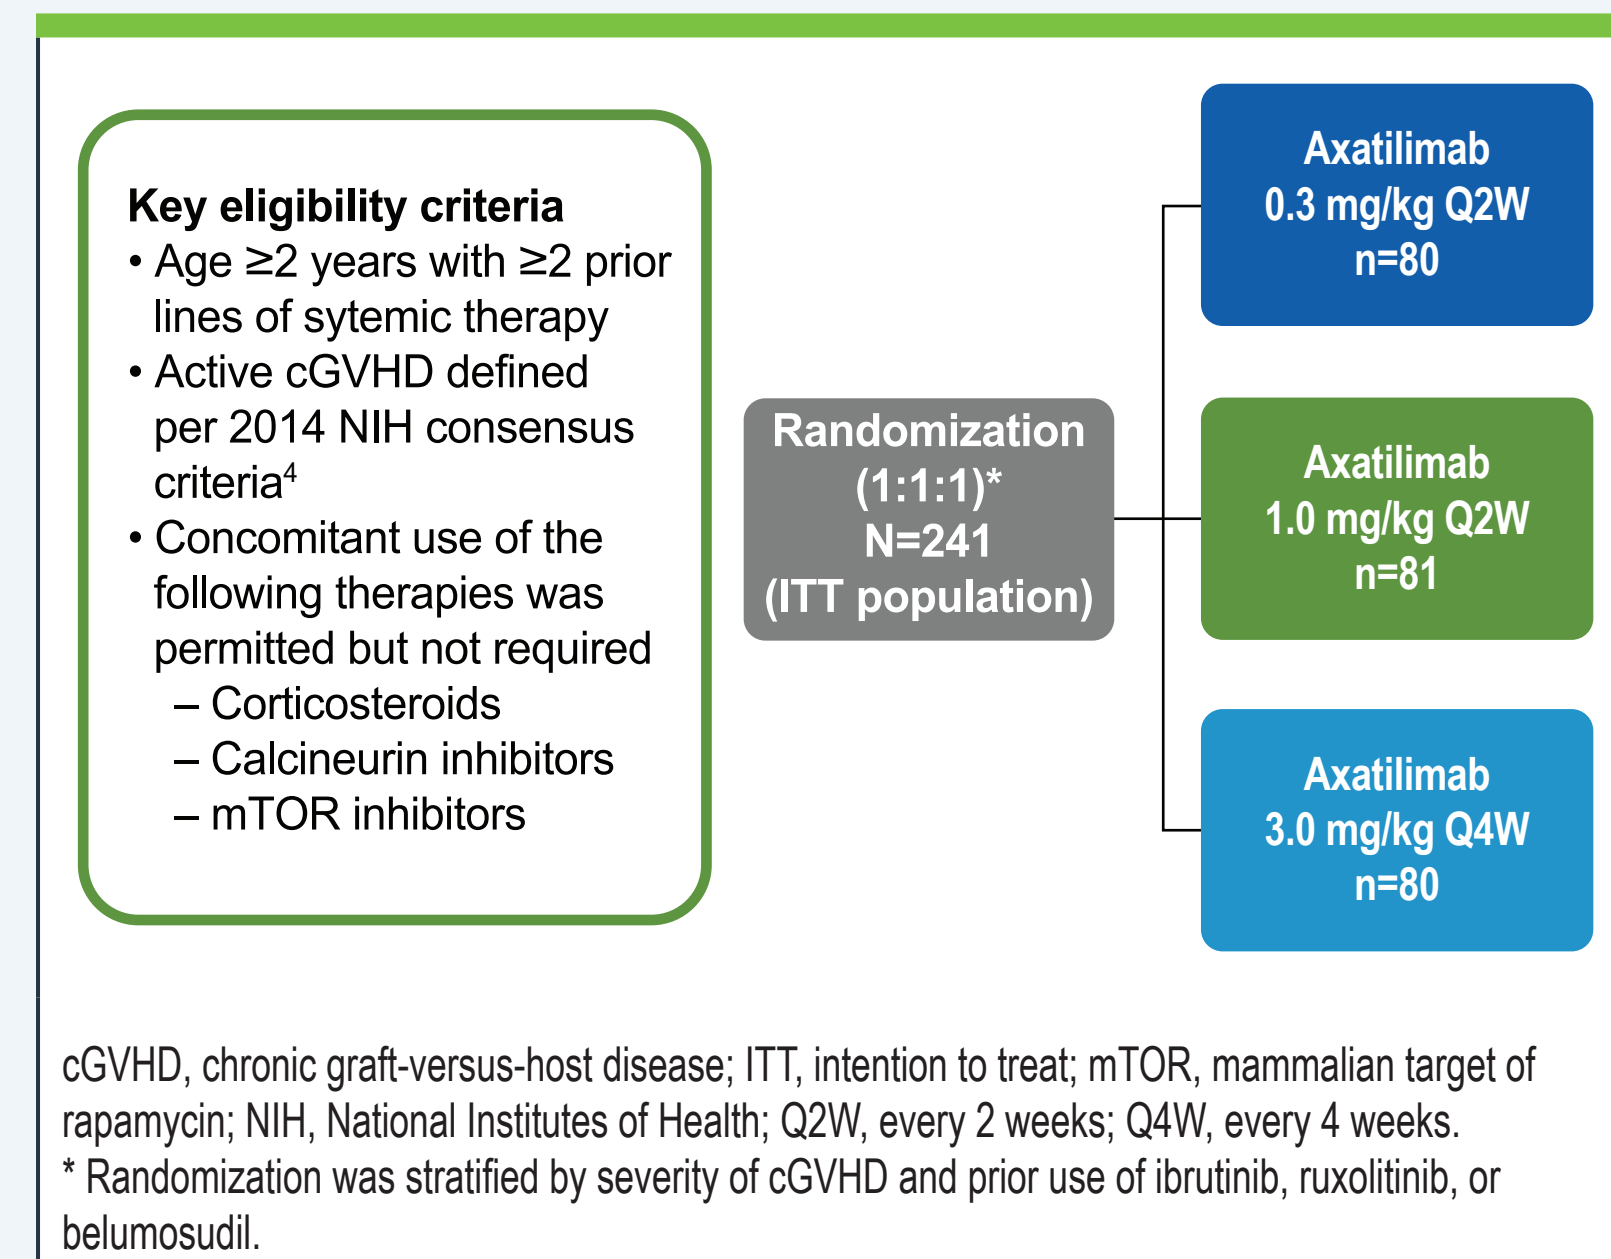 Key eligibility criteria
• Age ≥2 years with ≥2 prior
lines of sytemic therapy
• Active cGVHD defined
per 2014 NIH consensus
criteria⁴
• Concomitant use of the
following therapies was
permitted but not required
– Corticosteroids
– Calcineurin inhibitors
– mTOR inhibitors
Randomization
(1:1:1)*
N=241
(ITT population)
Axatilimab
0.3 mg/kg Q2W
n=80
Axatilimab
1.0 mg/kg Q2W
n=81
Axatilimab
3.0 mg/kg Q4W
n=80
cGVHD, chronic graft-versus-host disease; ITT, intention to treat; mTOR, mammalian target of
rapamycin; NIH, National Institutes of Health; Q2W, every 2 weeks; Q4W, every 4 weeks.
* Randomization was stratified by severity of cGVHD and prior use of ibrutinib, ruxolitinib, or
belumosudil.